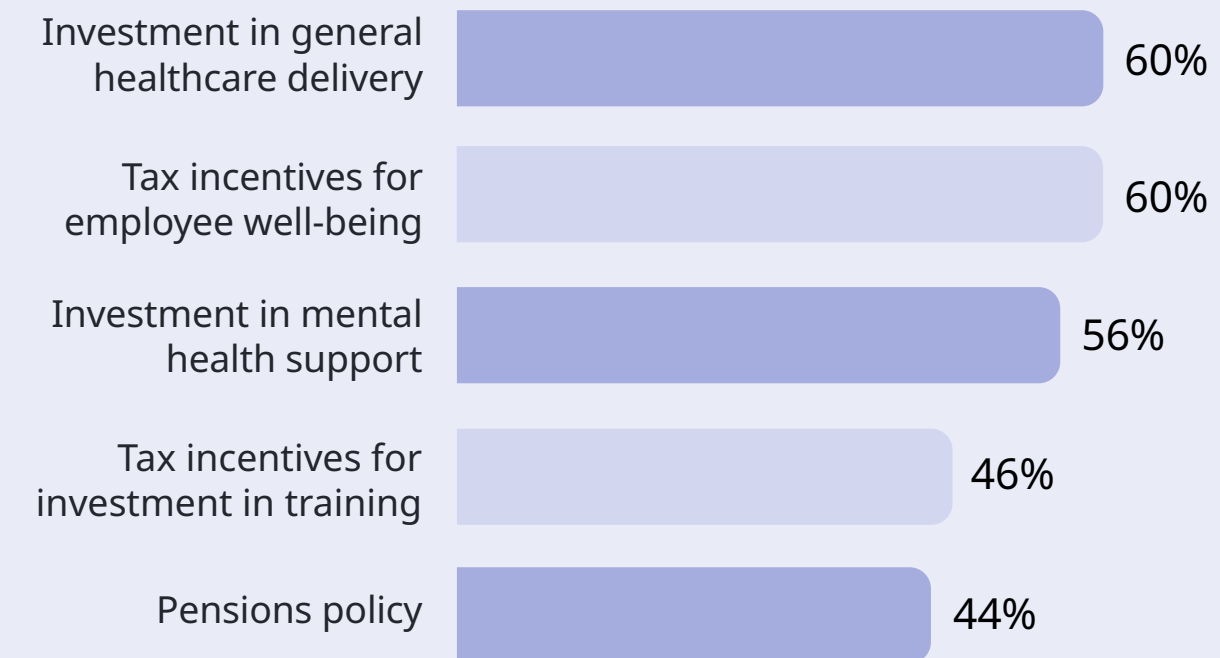 Investment in general
healthcare delivery
60%
Tax incentives for
employee well-being
60%
Investment in mental
health support
56%
Tax incentives for
investment in training
46%
Pensions policy
44%